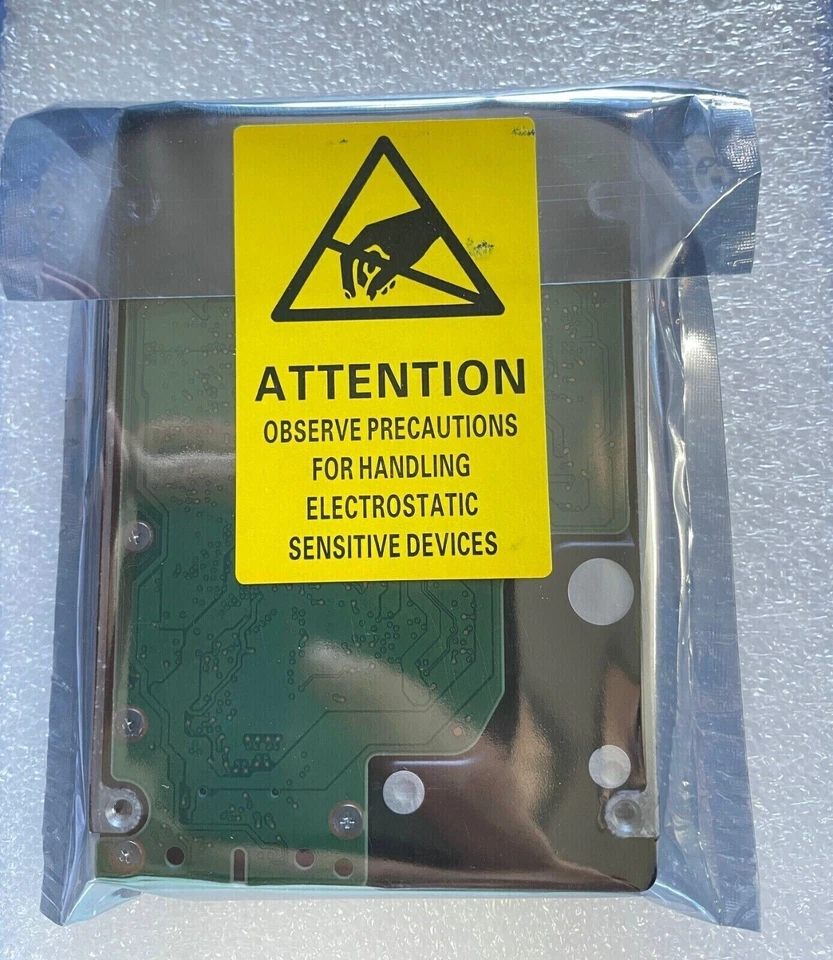 ATTENTION
OBSERVE PRECAUTIONS
FOR HANDLING
ELECTROSTATIC
SENSITIVE DEVICES